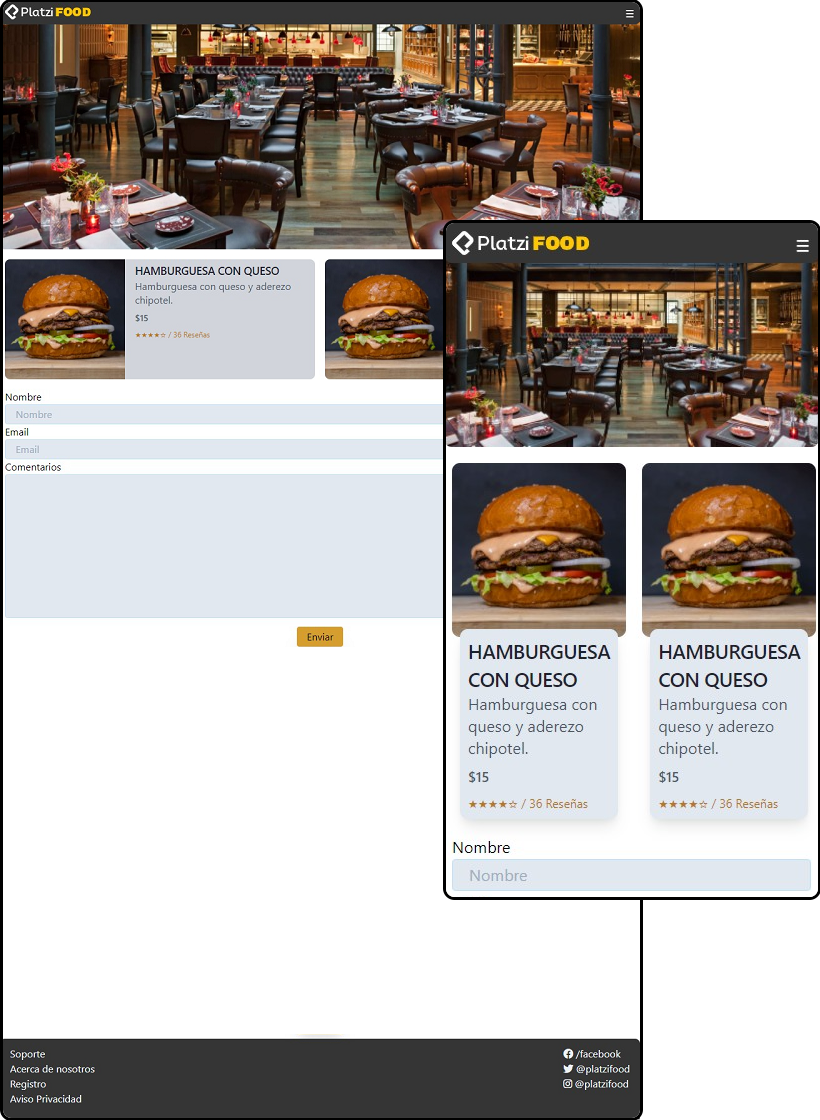 Platzi FOOD
☰
HAMBURGUESA CON QUESO
Hamburguesa con queso y aderezo
chipotel.
$15
★★★★☆ / 36 Reseñas
Nombre
Nombre
Email
Email
Comentarios
Enviar
Soporte
Acerca de nosotros
Registro
Aviso Privacidad
/facebook
@platzifood
@platzifood
Platzi FOOD
☰
HAMBURGUESA
CON QUESO
Hamburguesa con
queso y aderezo
chipotel.
$15
★★★★☆ / 36 Reseñas
HAMBURGUESA
CON QUESO
Hamburguesa con
queso y aderezo
chipotel.
$15
★★★★☆ / 36 Reseñas
Nombre
Nombre